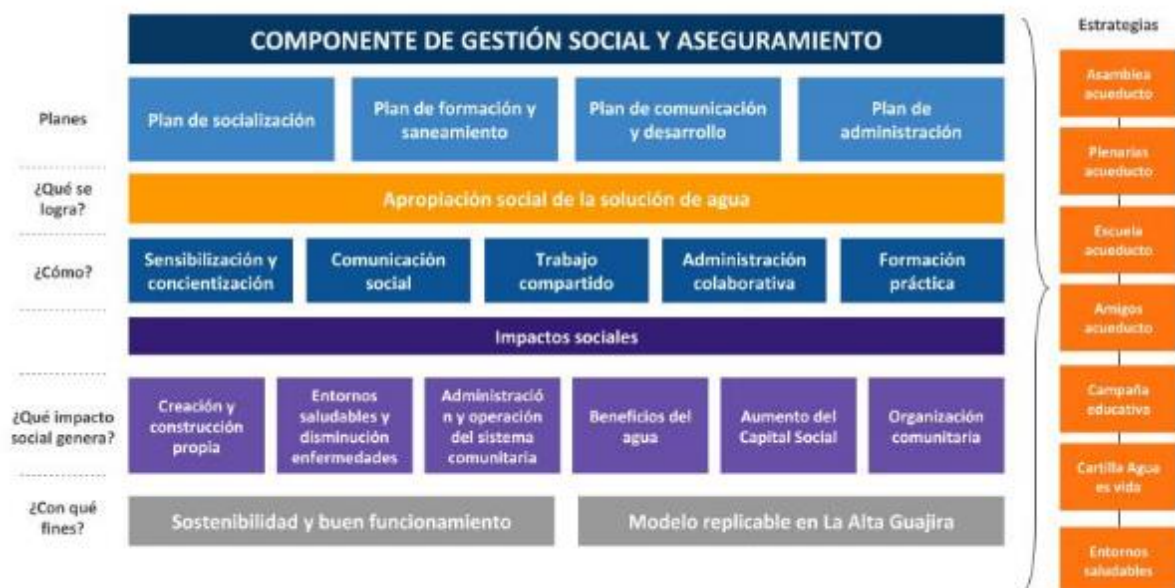 COMPONENTE DE GESTIÓN SOCIAL Y ASEGURAMIENTO
Planes
Plan de socialización
Plan de formación y
saneamiento
Plan de comunicación
y desarrollo
Plan de
administración
¿Qué se
logra?
Apropiación social de la solución de agua
¿Cómo?
Sensibilización y
concientización
Comunicación
social
Trabajo
compartido
Administración
colaborativa
Formación
práctica
Impactos sociales
¿Qué impacto
social genera?
Creación y
construcción
propia
Entornos
saludables y
disminución
enfermedades
Administració
n y operación
del sistema
comunitaria
Beneficios del
agua
Aumento del
Capital Social
Organización
comunitaria
¿Con qué
fines?
Sostenibilidad y buen funcionamiento
Modelo replicable en La Alta Guajira
Estrategias
Asamblea
acueducto
Plenarias
acueducto
Escuela
acueducto
Amigos
acueducto
Campaña
educativa
Cartilla Agua
es vida
Entornos
saludables